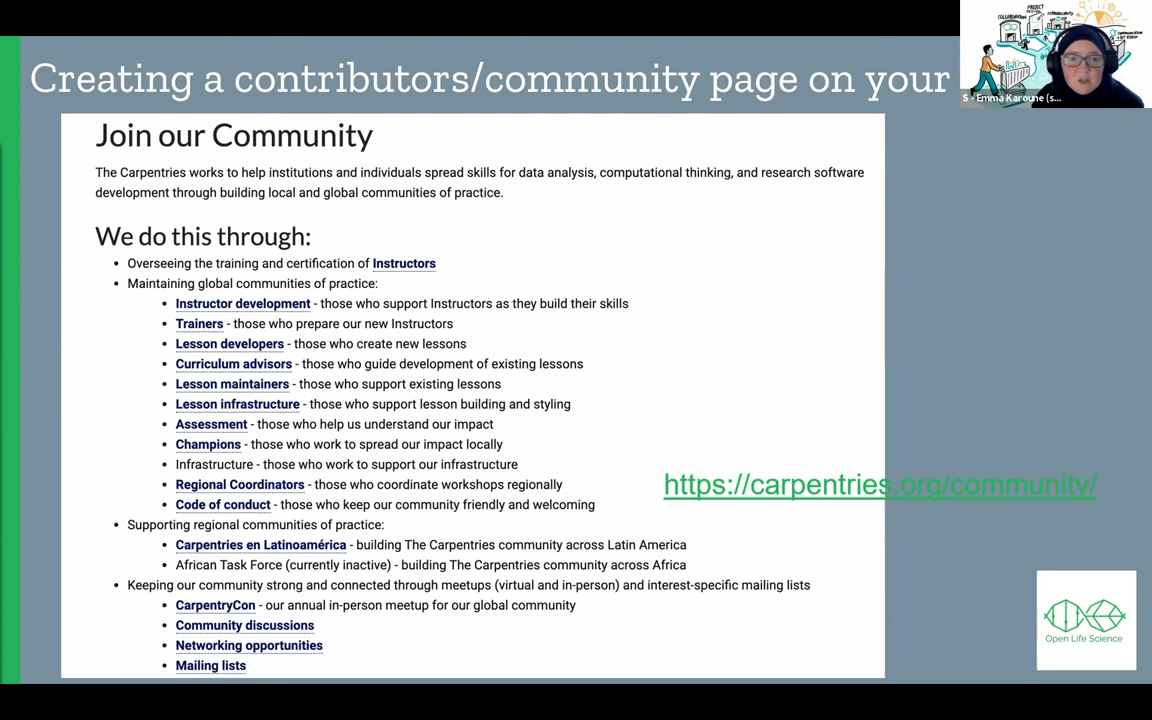 Creating a contributors/community page on your
COLLABORATION
PROJECT
DESIGN
S - Emma Karoune (s...
Join our Community
The Carpentries works to help institutions and individuals spread skills for data analysis, computational thinking, and research software
development through building local and global communities of practice.
We do this through:
• Overseeing the training and certification of Instructors
• Maintaining global communities of practice:
• Instructor development - those who support Instructors as they build their skills
• Trainers - those who prepare our new Instructors
• Lesson developers - those who create new lessons
• Curriculum advisors - those who guide development of existing lessons
• Lesson maintainers - those who support existing lessons
• Lesson infrastructure - those who support lesson building and styling
• Assessment - those who help us understand our impact
• Champions - those who work to spread our impact locally
• Infrastructure - those who work to support our infrastructure
• Regional Coordinators - those who coordinate workshops regionally
• Code of conduct - those who keep our community friendly and welcoming
• Supporting regional communities of practice:
• Carpentries en Latinoamérica - building The Carpentries community across Latin America
• African Task Force (currently inactive) - building The Carpentries community across Africa
• Keeping our community strong and connected through meetups (virtual and in-person) and interest-specific mailing lists
• CarpentryCon - our annual in-person meetup for our global community
• Community discussions
• Networking opportunities
• Mailing lists
https://carpentries.org/community/
Open Life Science